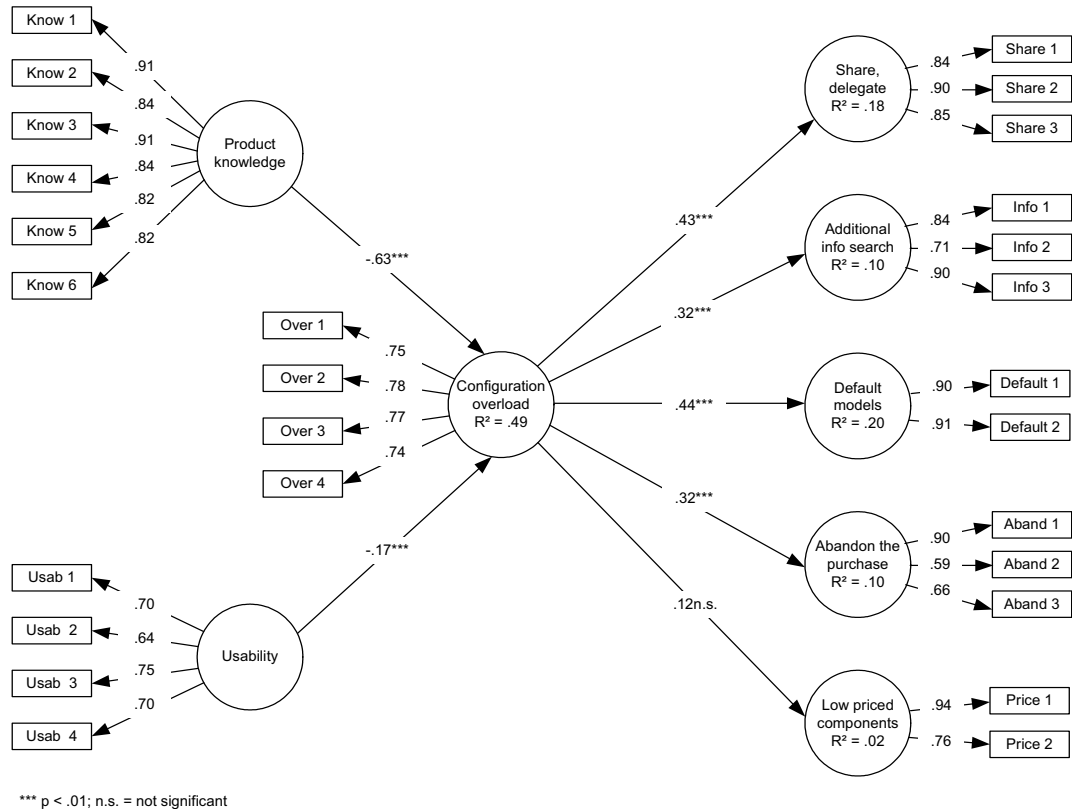 Know 1
Know 2
Know 3
Know 4
Know 5
Know 6
.91
.84
.91
.84
.82
.82
Product
knowledge
-.63***
Over 1
Over 2
Over 3
Over 4
.75
.78
.77
.74
Configuration
overload
R² = .49
Usab 1
Usab 2
Usab 3
Usab 4
.70
.64
.75
.70
Usability
-.17***
.43***
.32***
.44***
.32***
.12n.s.
Share,
delegate
R² = .18
.84
.90
.85
Share 1
Share 2
Share 3
Additional
info search
R² = .10
.84
.71
.90
Info 1
Info 2
Info 3
Default
models
R² = .20
.90
.91
Default 1
Default 2
Abandon the
purchase
R² = .10
.90
.59
.66
Aband 1
Aband 2
Aband 3
Low priced
components
R² = .02
.94
.76
Price 1
Price 2
*** p < .01; n.s. = not significant